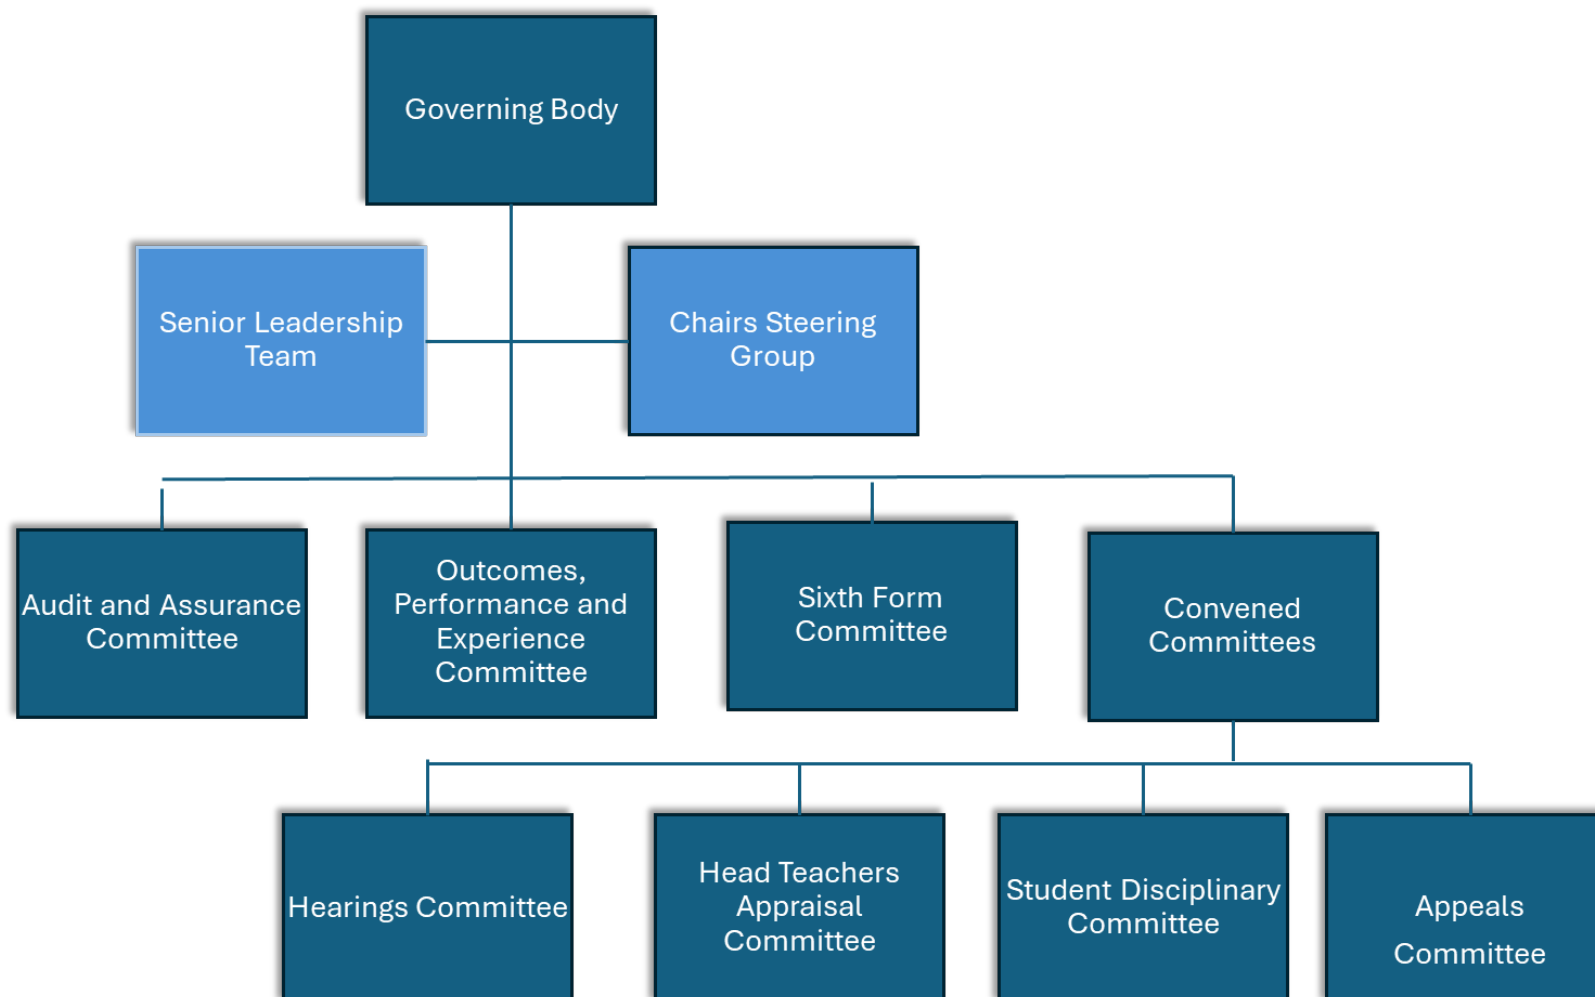 Governing Body
Senior Leadership
Team
Chairs Steering
Group
Audit and Assurance
Committee
Outcomes,
Performance and
Experience
Committee
Sixth Form
Committee
Convened
Committees
Hearings Committee
Head Teachers
Appraisal
Committee
Student Disciplinary
Committee
Appeals
Committee